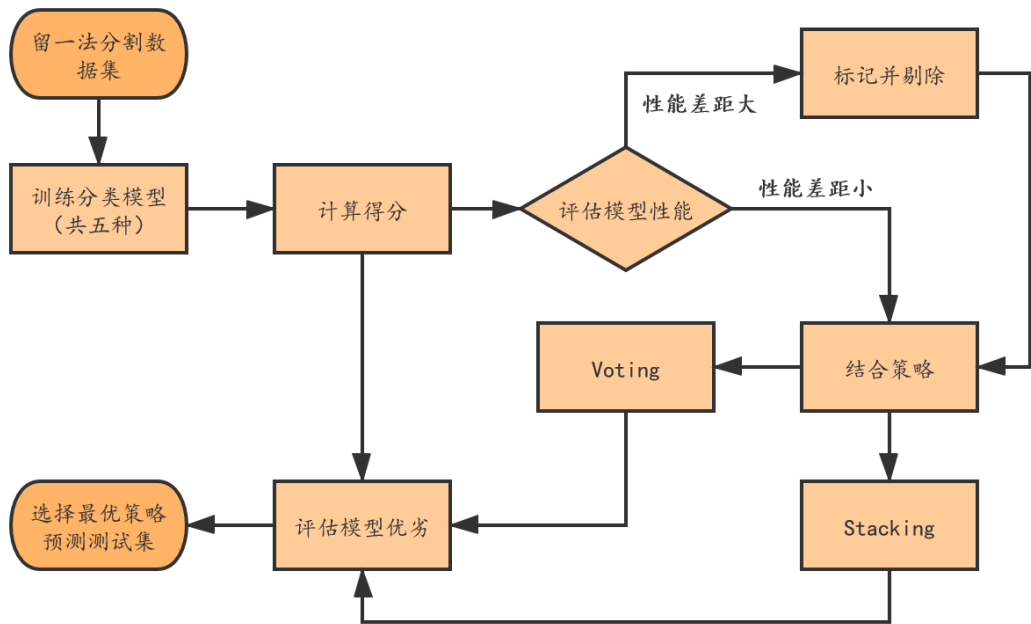 留一法分割数
据集
标记并剔除
性能差距大
训练分类模型
（共五种）
计算得分
评估模型性能
性能差距小
Voting
结合策略
选择最优策略
预测测试集
评估模型优劣
Stacking